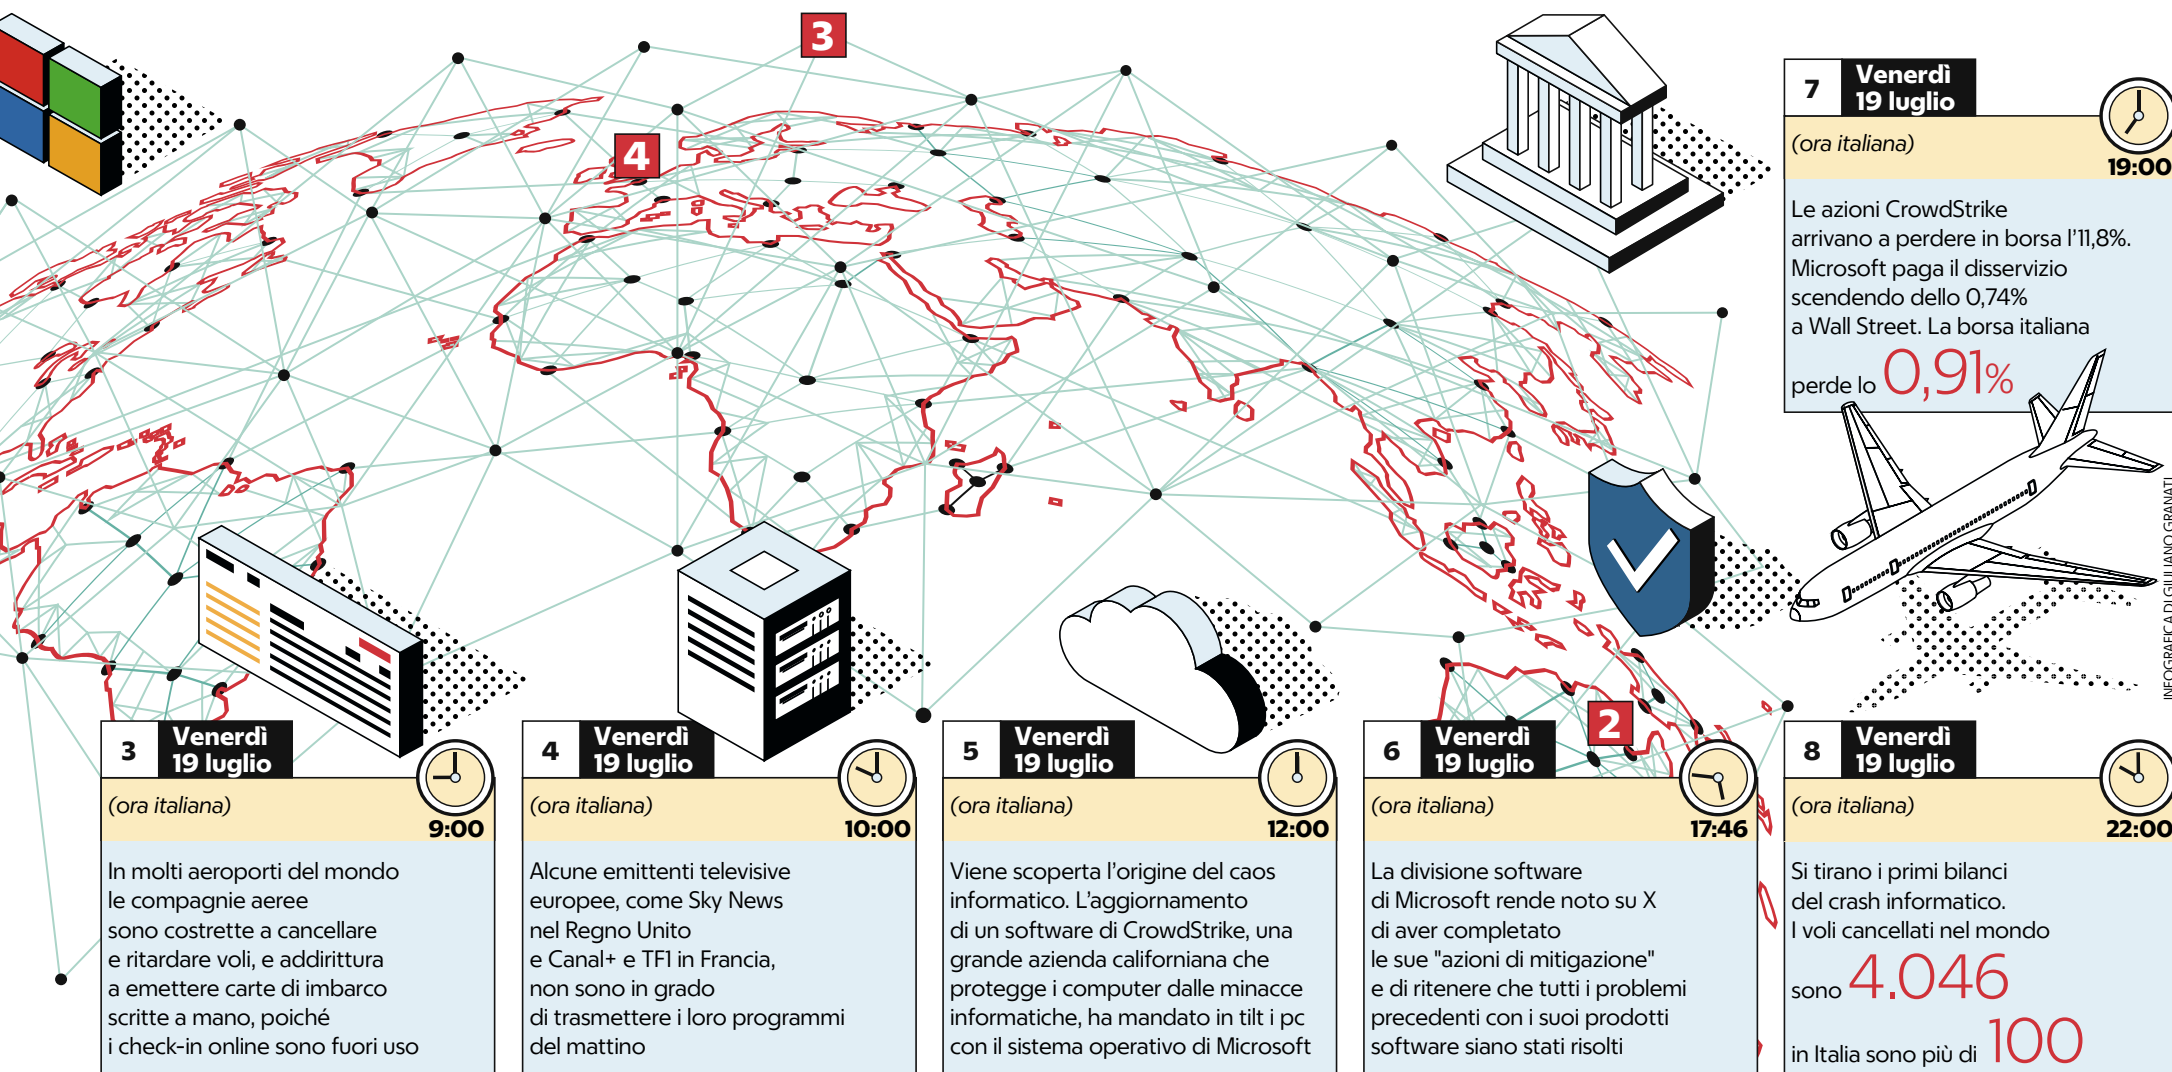 3
4
2
7
Venerdì
19 luglio
(ora italiana)
19:00
Le azioni CrowdStrike
arrivano a perdere in borsa l'11,8%.
Microsoft paga il disservizio
scendendo dello 0,74%
a Wall Street. La borsa italiana
perde lo 0,91%
INFOGRAFICA DI GIULIANO GRANATI
3
Venerdì
19 luglio
(ora italiana)
9:00
In molti aeroporti del mondo
le compagnie aeree
sono costrette a cancellare
e ritardare voli, e addirittura
a emettere carte di imbarco
scritte a mano, poiché
i check-in online sono fuori uso
4
Venerdì
19 luglio
(ora italiana)
10:00
Alcune emittenti televisive
europee, come Sky News
nel Regno Unito
e Canal+ e TF1 in Francia,
non sono in grado
di trasmettere i loro programmi
del mattino
5
Venerdì
19 luglio
(ora italiana)
12:00
Viene scoperta l'origine del caos
informatico. L'aggiornamento
di un software di CrowdStrike, una
grande azienda californiana che
protegge i computer dalle minacce
informatiche, ha mandato in tilt i pc
con il sistema operativo di Microsoft
6
Venerdì
19 luglio
(ora italiana)
17:46
La divisione software
di Microsoft rende noto su X
di aver completato
le sue "azioni di mitigazione"
e di ritenere che tutti i problemi
precedenti con i suoi prodotti
software siano stati risolti
8
Venerdì
19 luglio
(ora italiana)
22:00
Si tirano i primi bilanci
del crash informatico.
I voli cancellati nel mondo
sono 4.046
in Italia sono più di 100